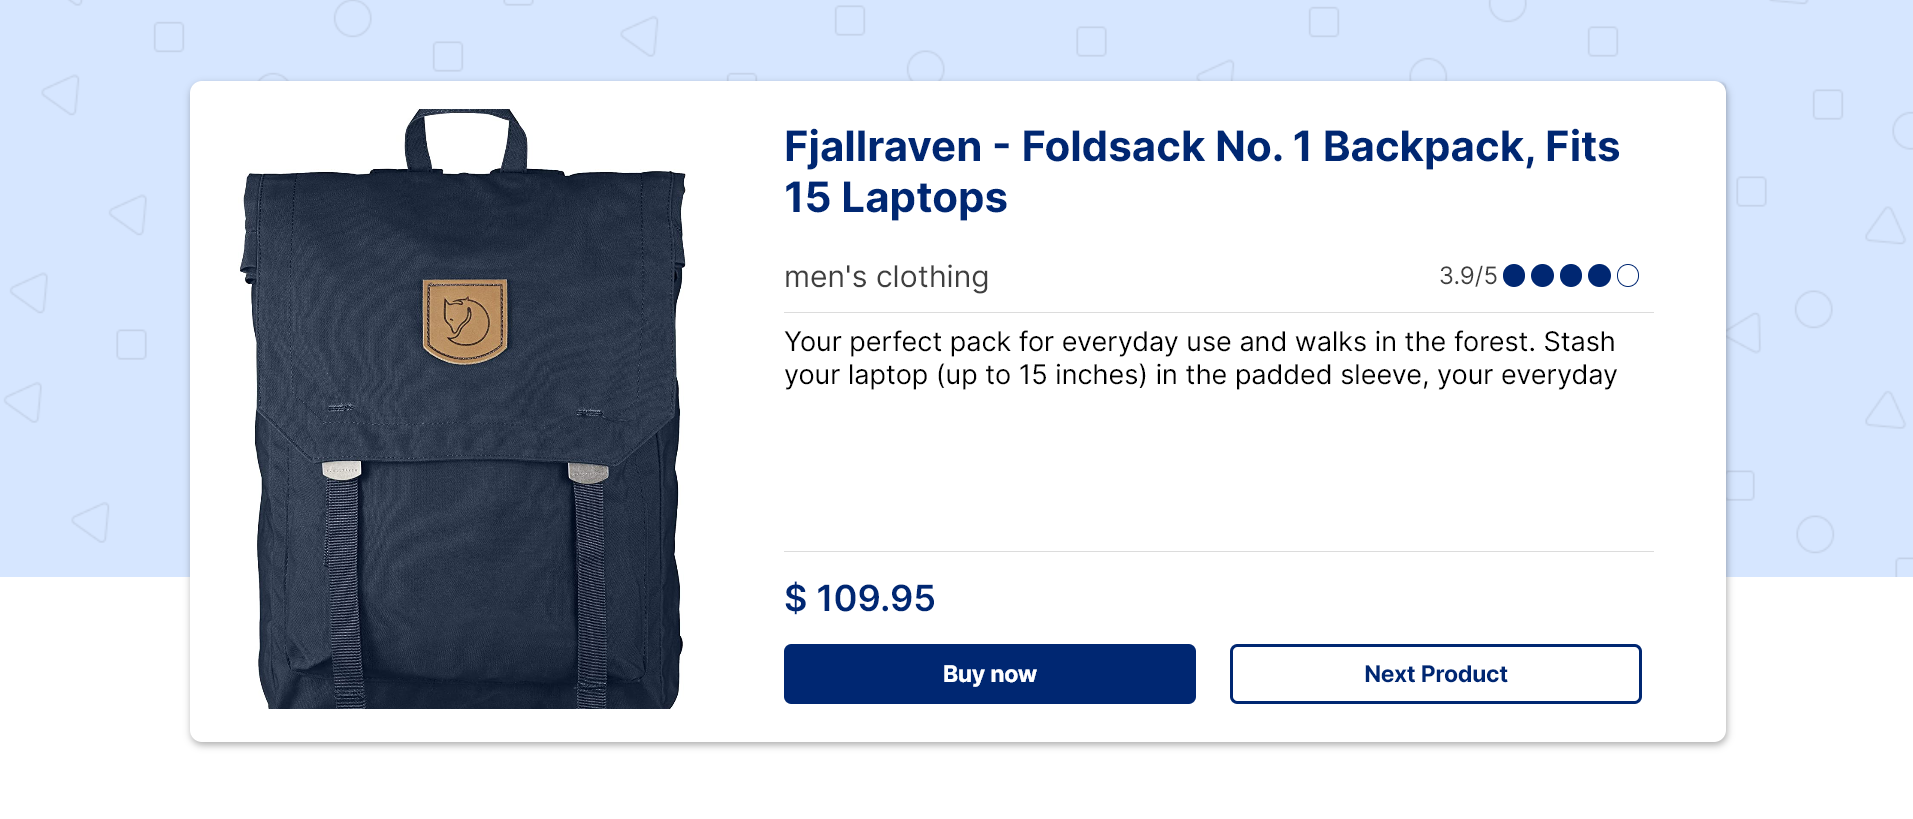 Fjallraven - Foldsack No. 1 Backpack, Fits
15 Laptops
men's clothing
3.9/5
Your perfect pack for everyday use and walks in the forest. Stash
your laptop (up to 15 inches) in the padded sleeve, your everyday
$ 109.95
Buy now
Next Product